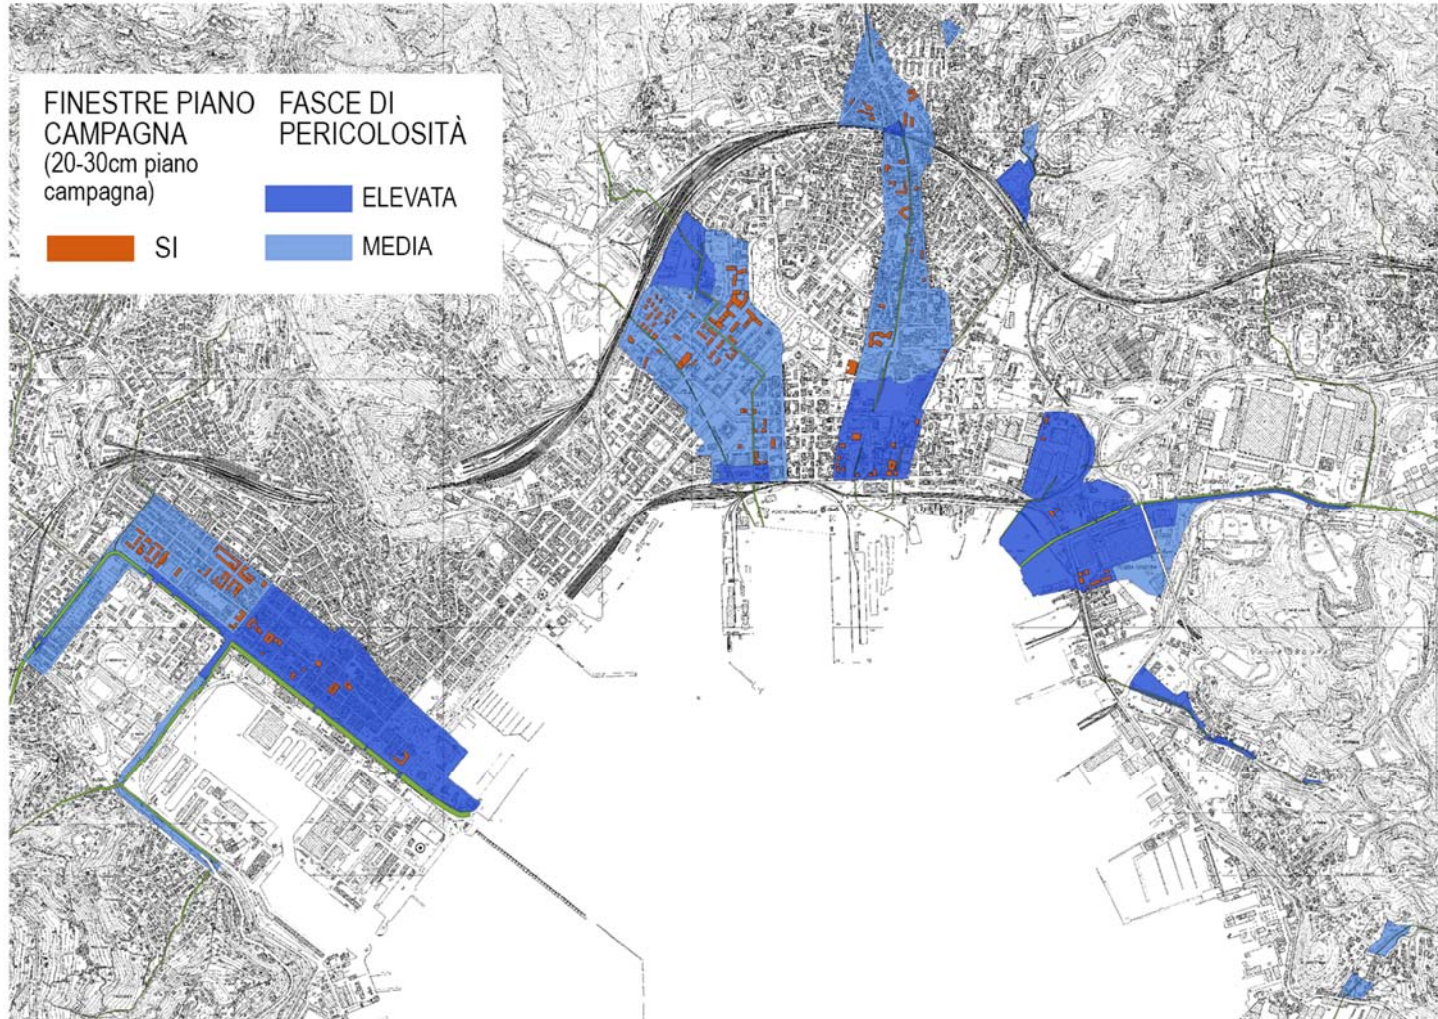 FINESTRE PIANO
CAMPAGNA
(20-30cm piano
campagna)
SI
FASCE DI
PERICOLOSITÀ
ELEVATA
MEDIA